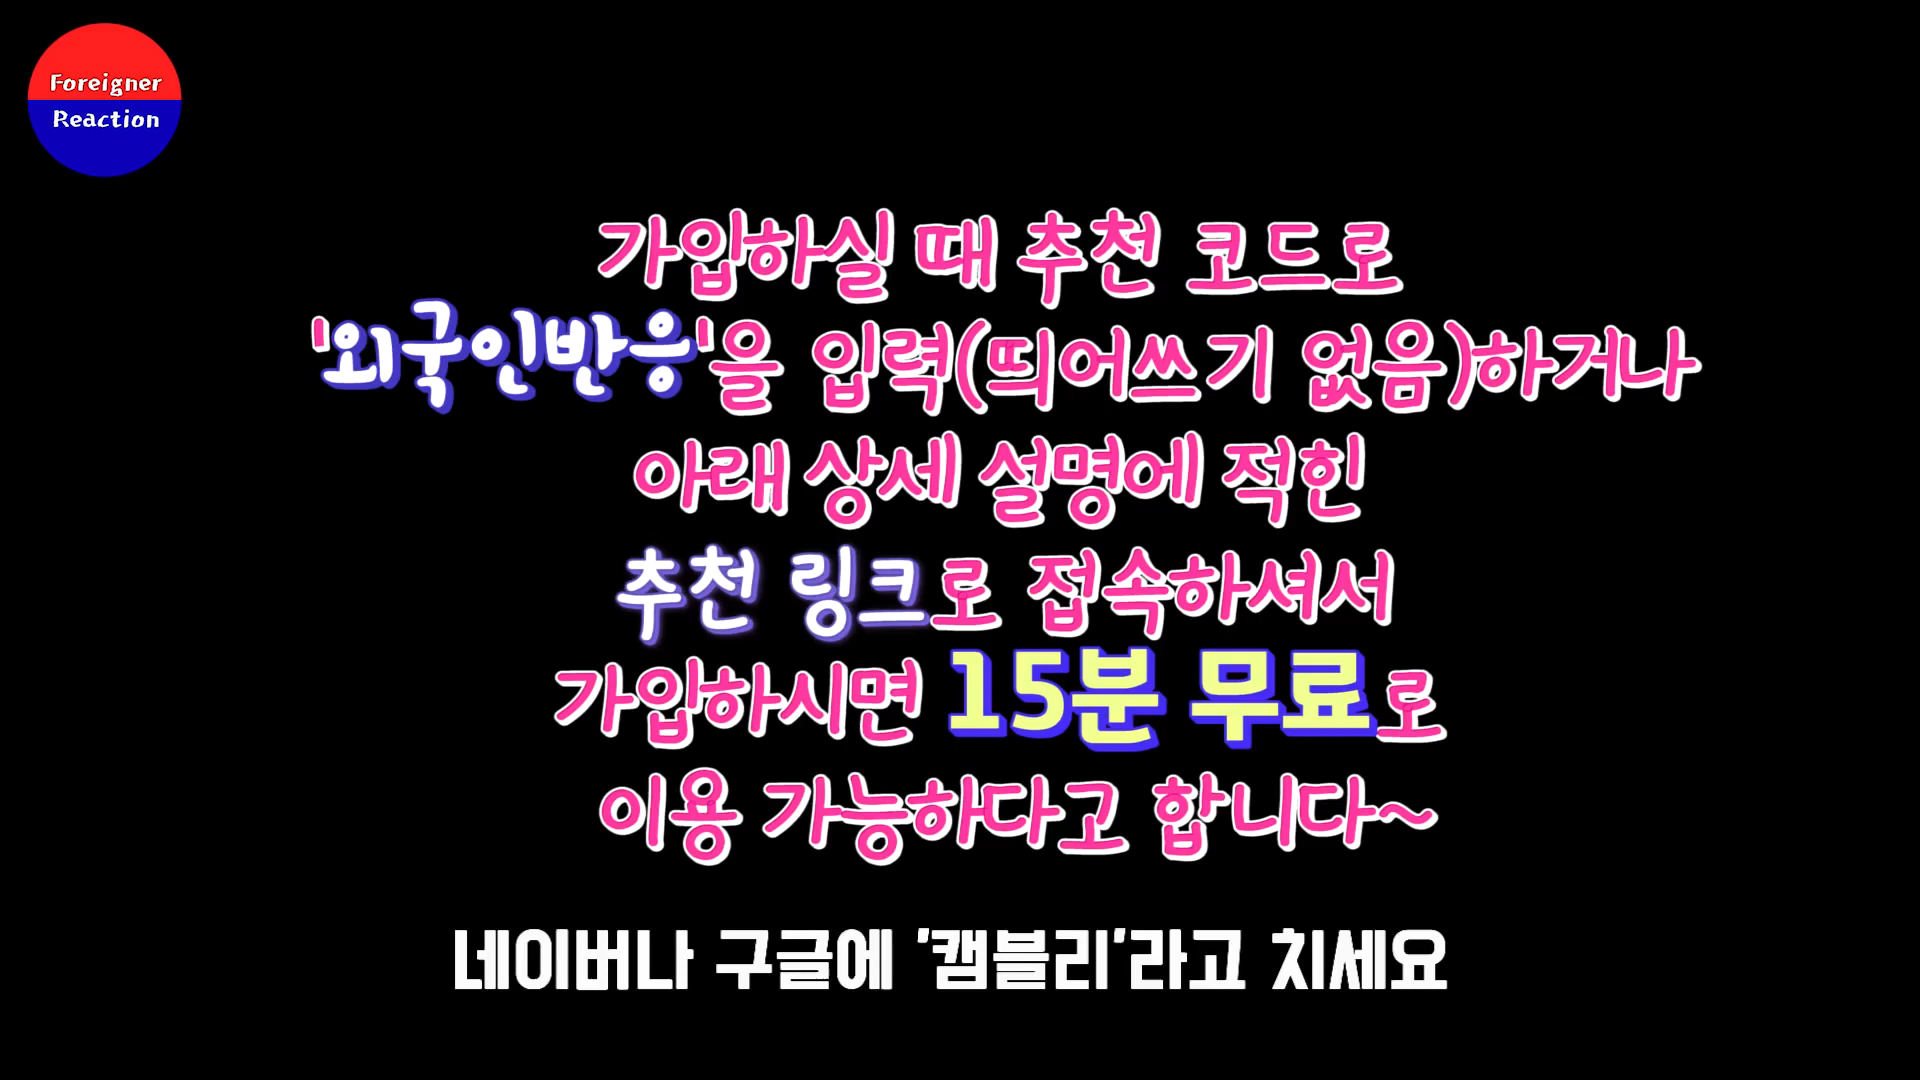 Foreigner
Reaction
가입하실 때 추천 코드로
'외국인반응'을 입력(띄어쓰기 없음)하거나
아래 상세 설명에 적힌
추천 링크로 접속하셔서
가입하시면 15분 무료로
이용 가능하다고 합니다~
네이버나 구글에 '캠블리'라고 치세요